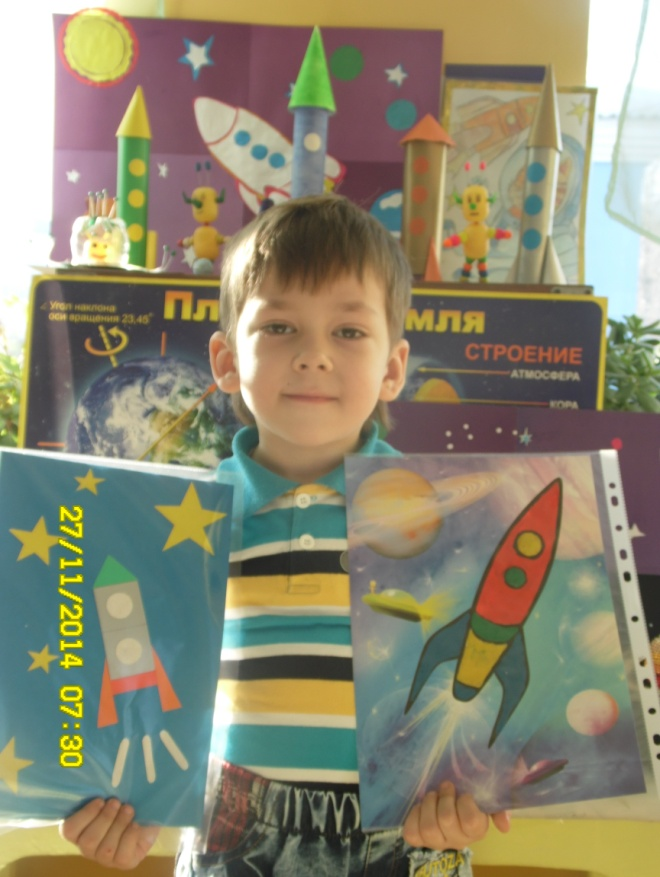 Угол наклона
оси вращения 23,45°
Пл мля
СТРОЕНИЕ
АТМОСФЕРА
КОРА
27/11/2014 07:30